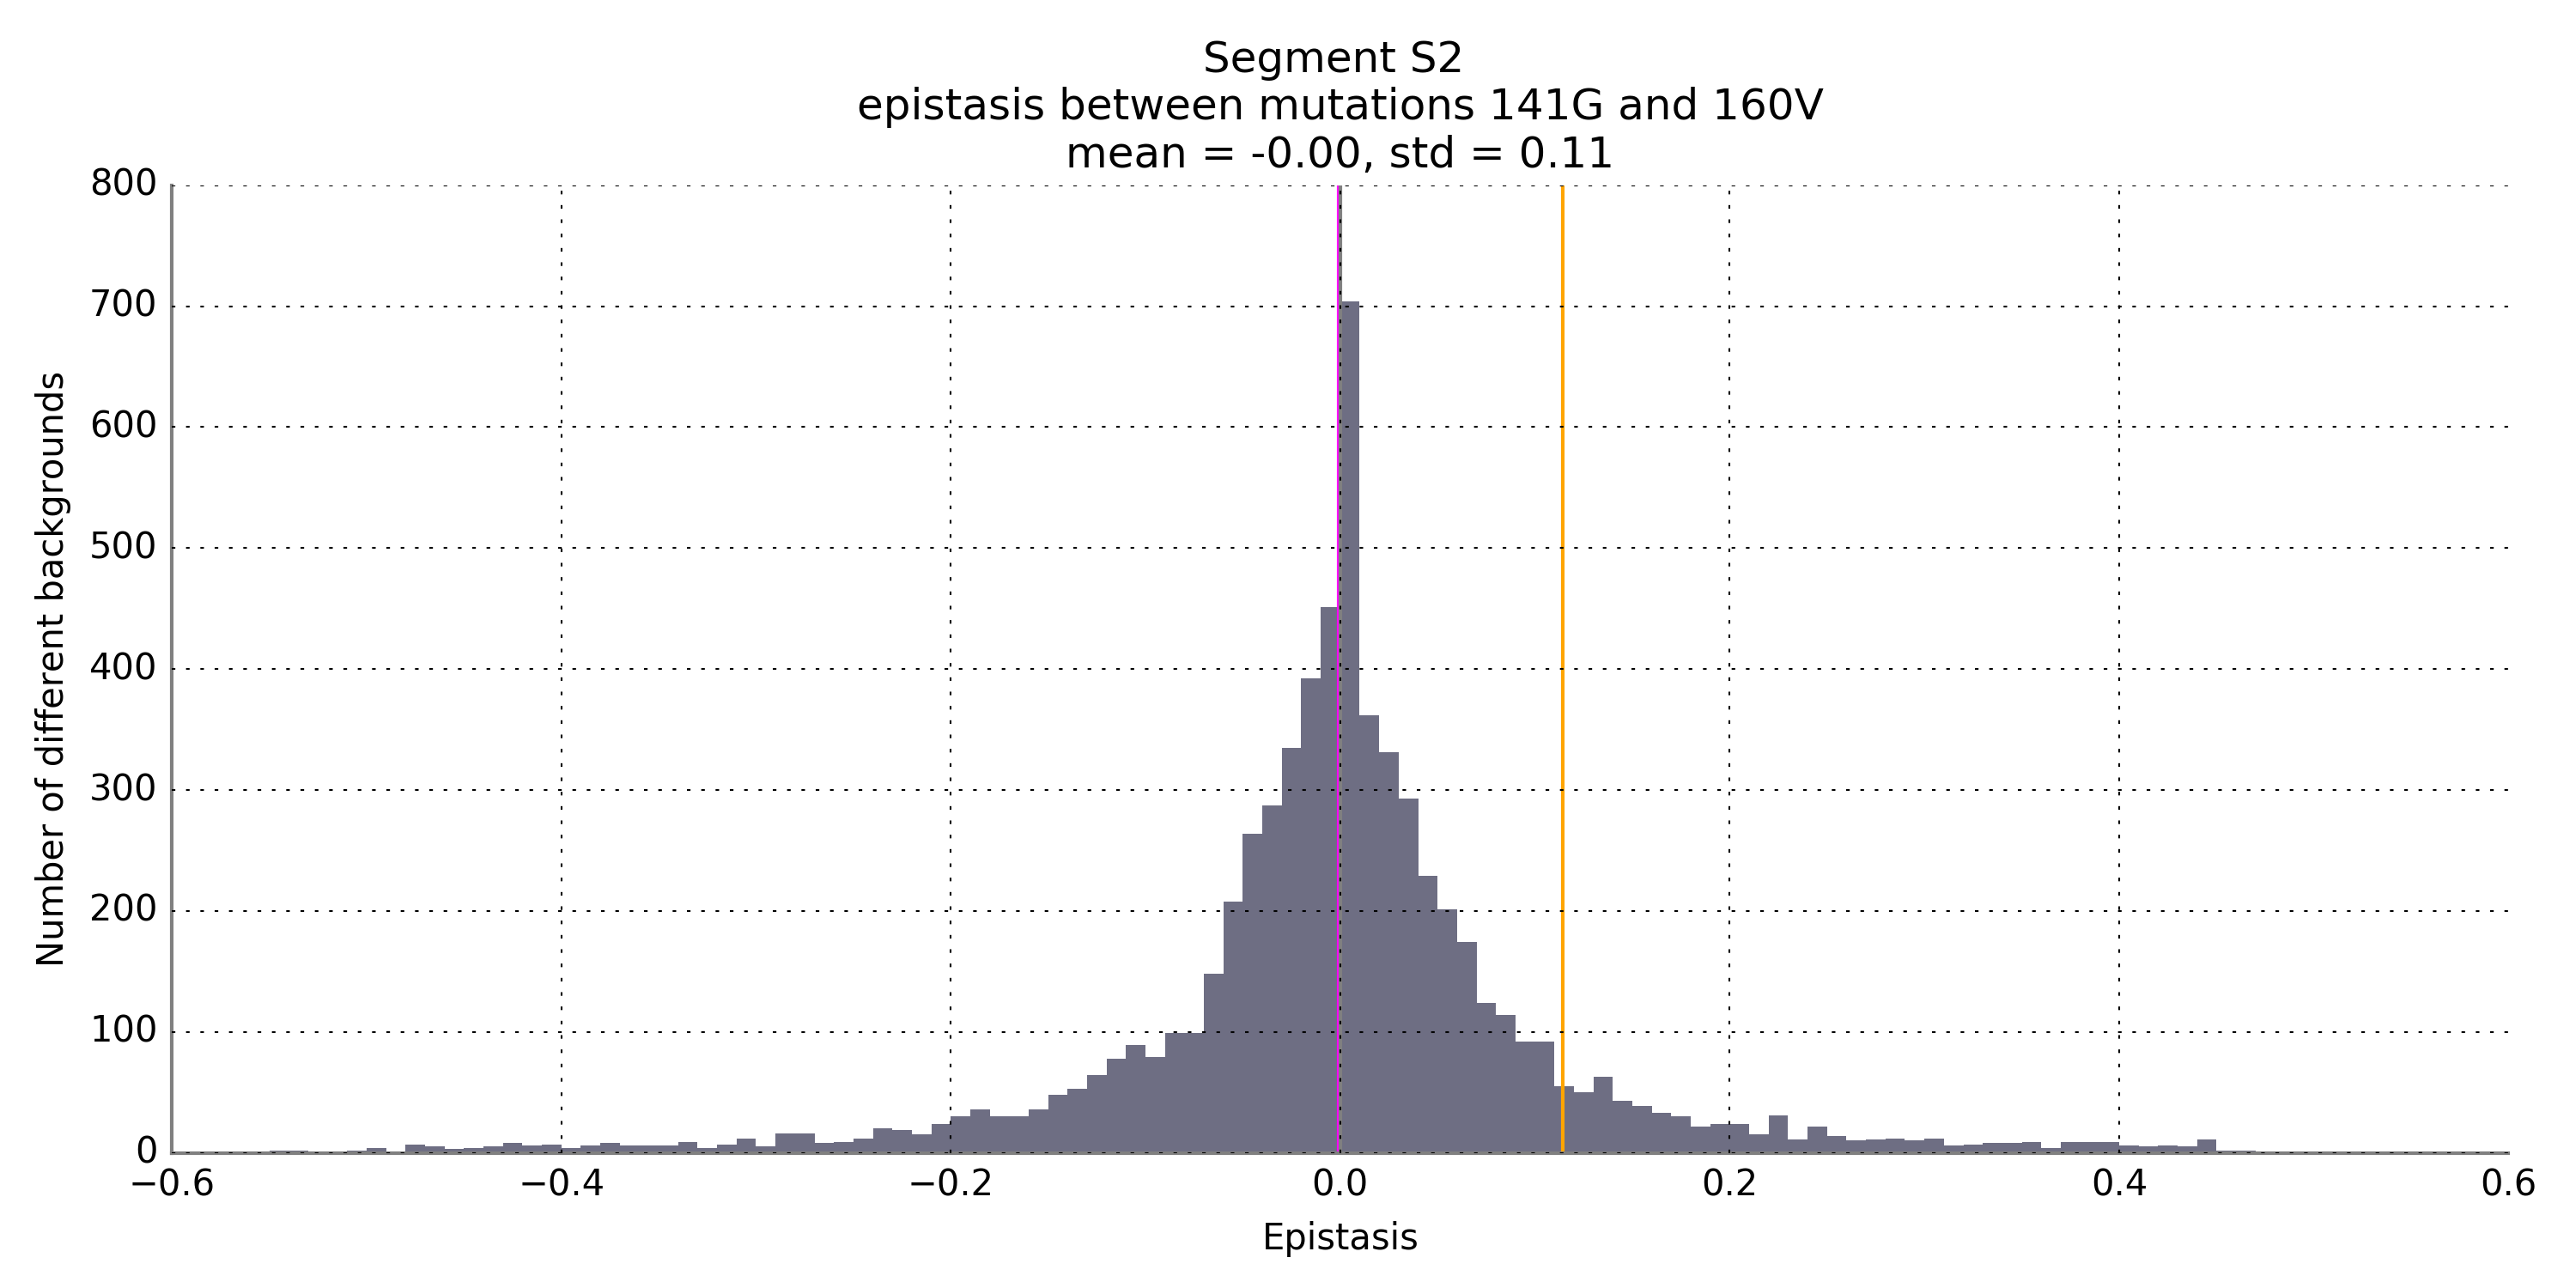 Segment S2
epistasis between mutations 141G and 160V
mean = -0.00, std = 0.11
800
700
600
500
400
300
200
100
0
Number of different backgrounds
−0.6 −0.4 −0.2 0.0 0.2 0.4 0.6
Epistasis